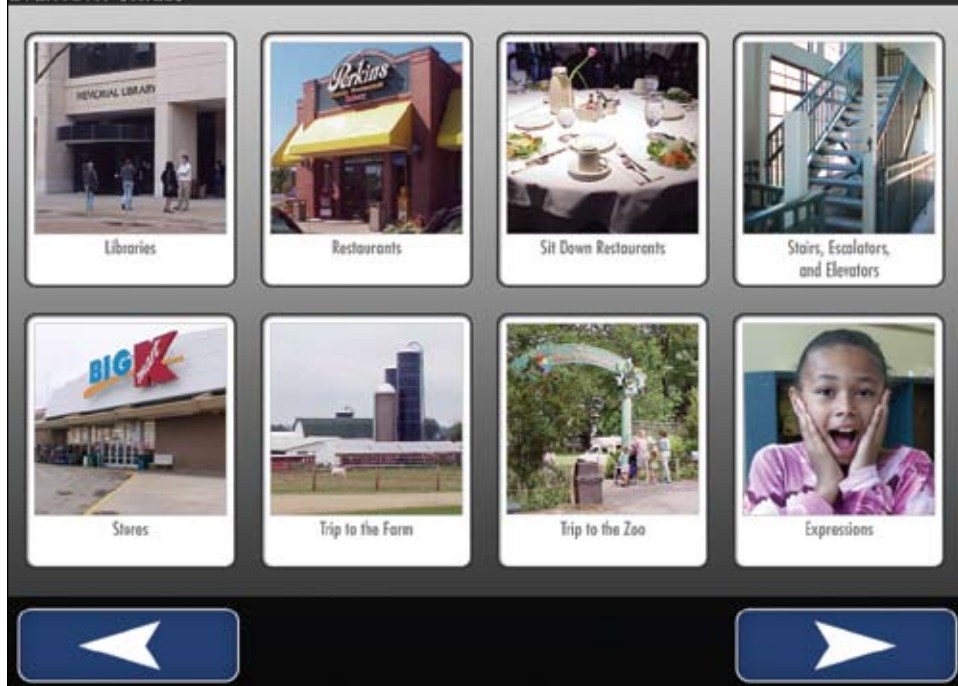 MEMORIAL LIBRARY
Perkins
Libraries
Restaurants
Sit Down Restaurants
Stairs, Escalators,
and Elevators
BIG K
kmart
Stores
Trip to the Farm
Trip to the Zoo
Expressions